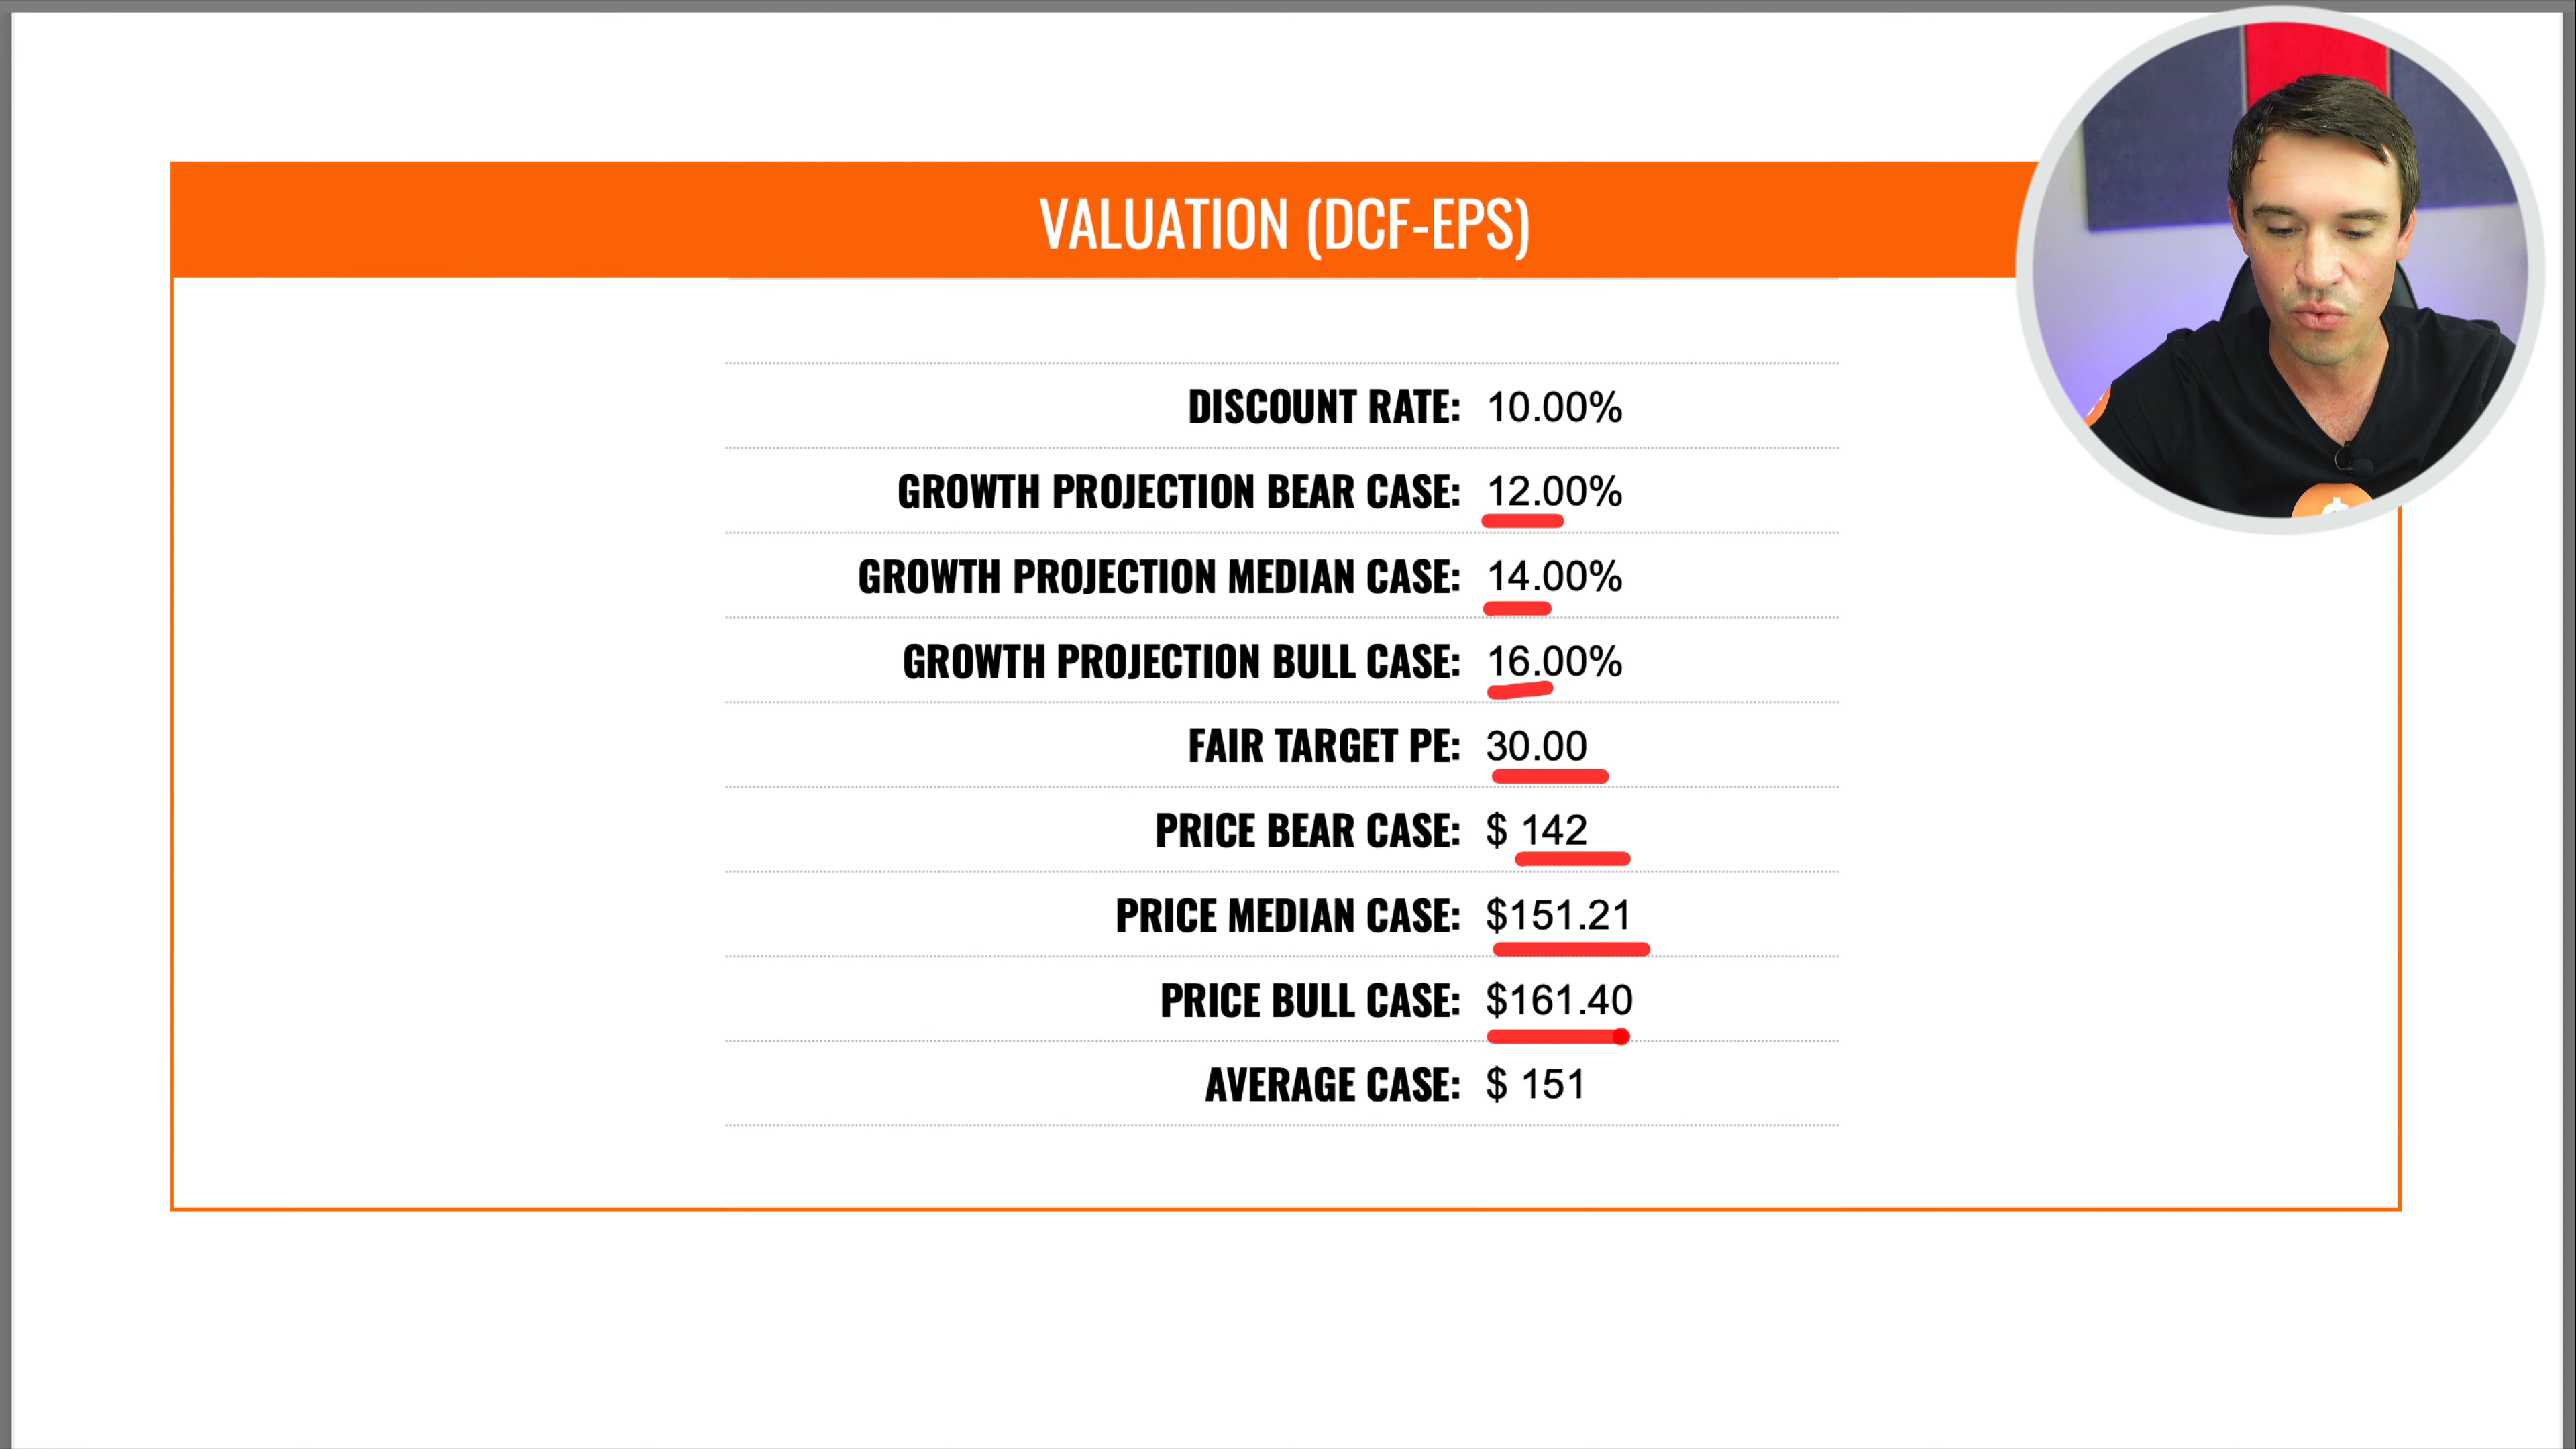 VALUATION (DCF-EPS)
DISCOUNT RATE: 10.00%
GROWTH PROJECTION BEAR CASE: 12.00%
GROWTH PROJECTION MEDIAN CASE: 14.00%
GROWTH PROJECTION BULL CASE: 16.00%
FAIR TARGET PE: 30.00
PRICE BEAR CASE: $ 142
PRICE MEDIAN CASE: $151.21
PRICE BULL CASE: $161.40
AVERAGE CASE: $ 151